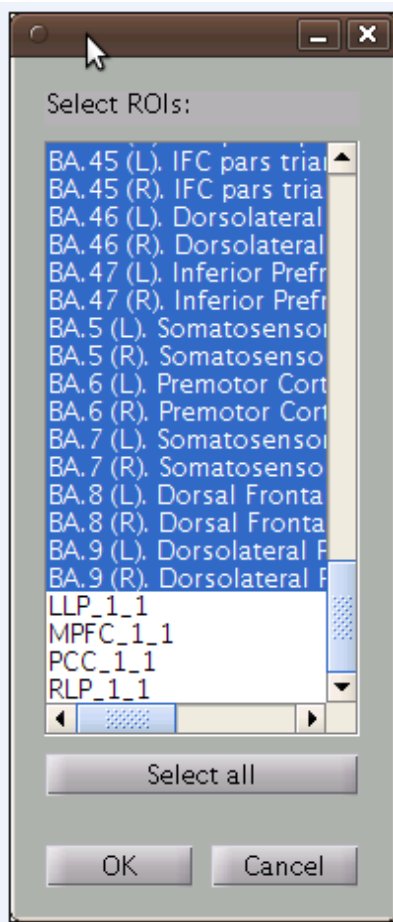 Select ROIs:
BA.45 (L). IFC pars trian
BA.45 (R). IFC pars tria
BA.46 (L). Dorsolateral
BA.46 (R). Dorsolateral
BA.47 (L). Inferior Prefr
BA.47 (R). Inferior Prefr
BA.5 (L). Somatosensor
BA.5 (R). Somatosenso
BA.6 (L). Premotor Cort
BA.6 (R). Premotor Cort
BA.7 (L). Somatosensor
BA.7 (R). Somatosenso
BA.8 (L). Dorsal Fronta
BA.8 (R). Dorsal Fronta
BA.9 (L). Dorsolateral P
BA.9 (R). Dorsolateral P
LLP_1_1
MPFC_1_1
PCC_1_1
RLP_1_1
Select all
OK Cancel